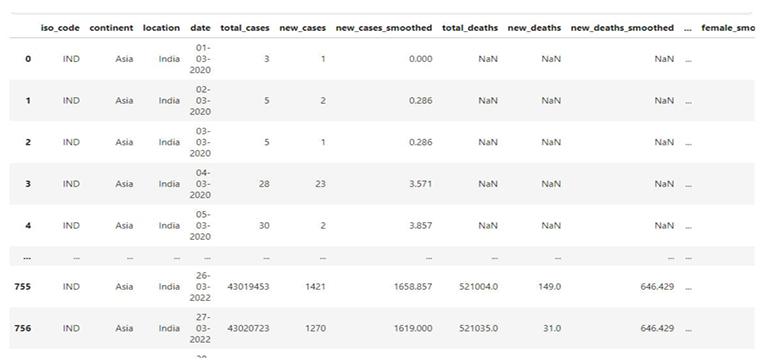 iso_code continent location date total_cases new_cases new_cases_smoothed total_deaths new_deaths new_deaths_smoothed ... female_smo
0 IND Asia India 01-03-2020 3 1 0.000 NaN NaN NaN ...
1 IND Asia India 02-03-2020 5 2 0.286 NaN NaN NaN ...
2 IND Asia India 03-03-2020 5 1 0.286 NaN NaN NaN ...
3 IND Asia India 04-03-2020 28 23 3.571 NaN NaN NaN ...
4 IND Asia India 05-03-2020 30 2 3.857 NaN NaN NaN ...
... ... ... ... ... ... ... ... ... ... ... ...
755 IND Asia India 26-03-2022 43019453 1421 1658.857 521004.0 149.0 646.429 ...
756 IND Asia India 27-03-2022 43020723 1270 1619.000 521035.0 31.0 646.429 ...